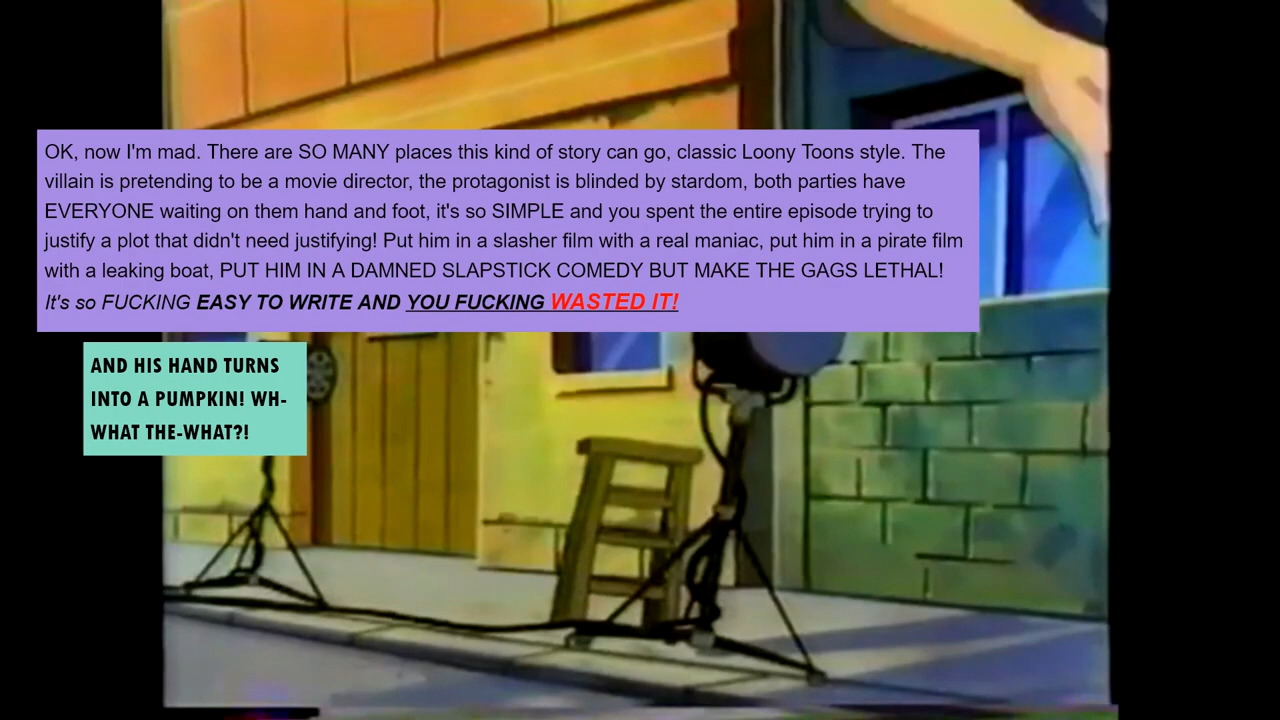 OK, now I'm mad. There are SO MANY places this kind of story can go, classic Loony Toons style. The
villain is pretending to be a movie director, the protagonist is blinded by stardom, both parties have
EVERYONE waiting on them hand and foot, it's so SIMPLE and you spent the entire episode trying to
justify a plot that didn't need justifying! Put him in a slasher film with a real maniac, put him in a pirate film
with a leaking boat, PUT HIM IN A DAMNED SLAPSTICK COMEDY BUT MAKE THE GAGS LETHAL!
It's so FUCKING EASY TO WRITE AND YOU FUCKING WASTED IT!
AND HIS HAND TURNS
INTO A PUMPKIN! WH-
WHAT THE-WHAT?!